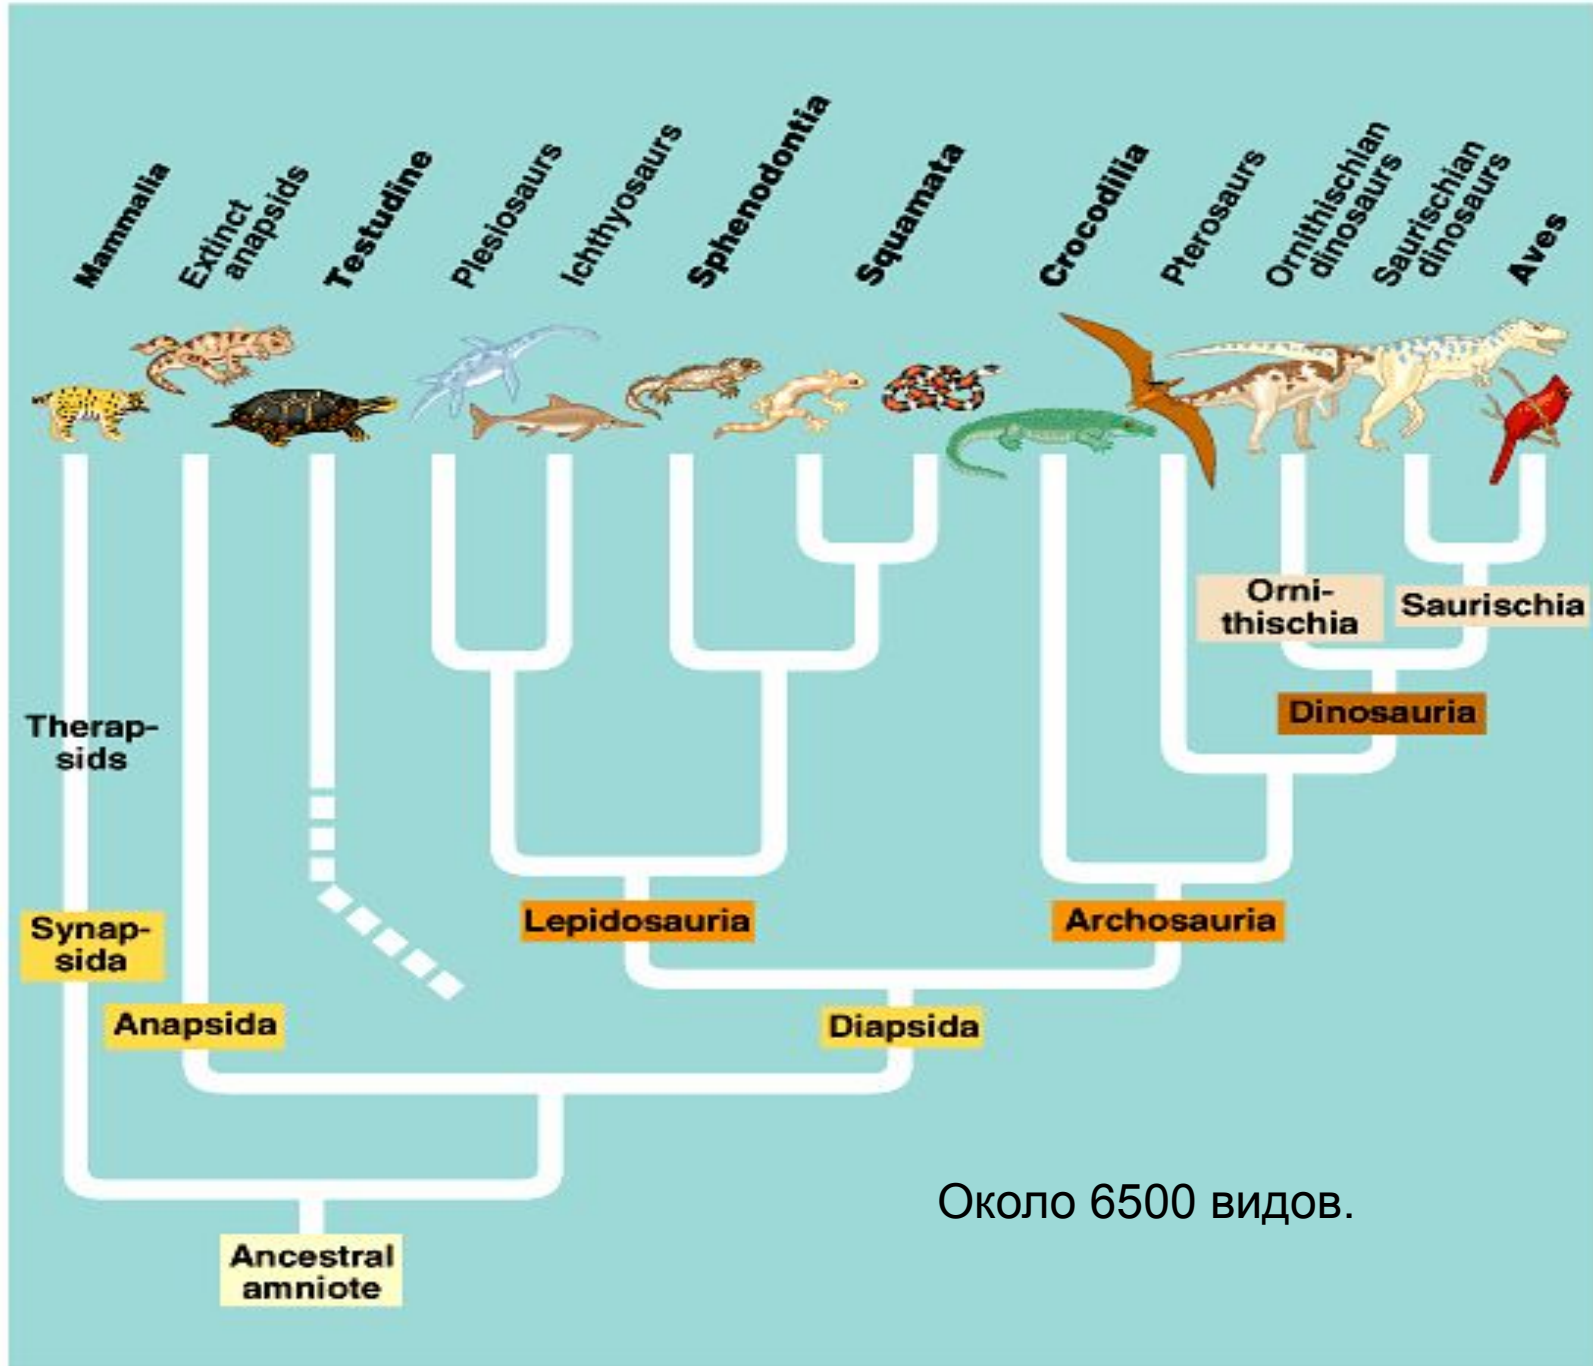 Mammalia
Extinct
anapsids
Testudine
Plesiosaurs
Ichthyosaurs
Sphenodontia
Squamata
Crocodilia
Pterosaurs
Ornithischian
dinosaurs
Saurischian
dinosaurs
Aves
Orni-
thischia
Saurischia
Dinosauria
Therap-
sids
Synap-
sida
Lepidosauria
Archosauria
Anapsida
Diapsida
Около 6500 видов.
Ancestral
amniote